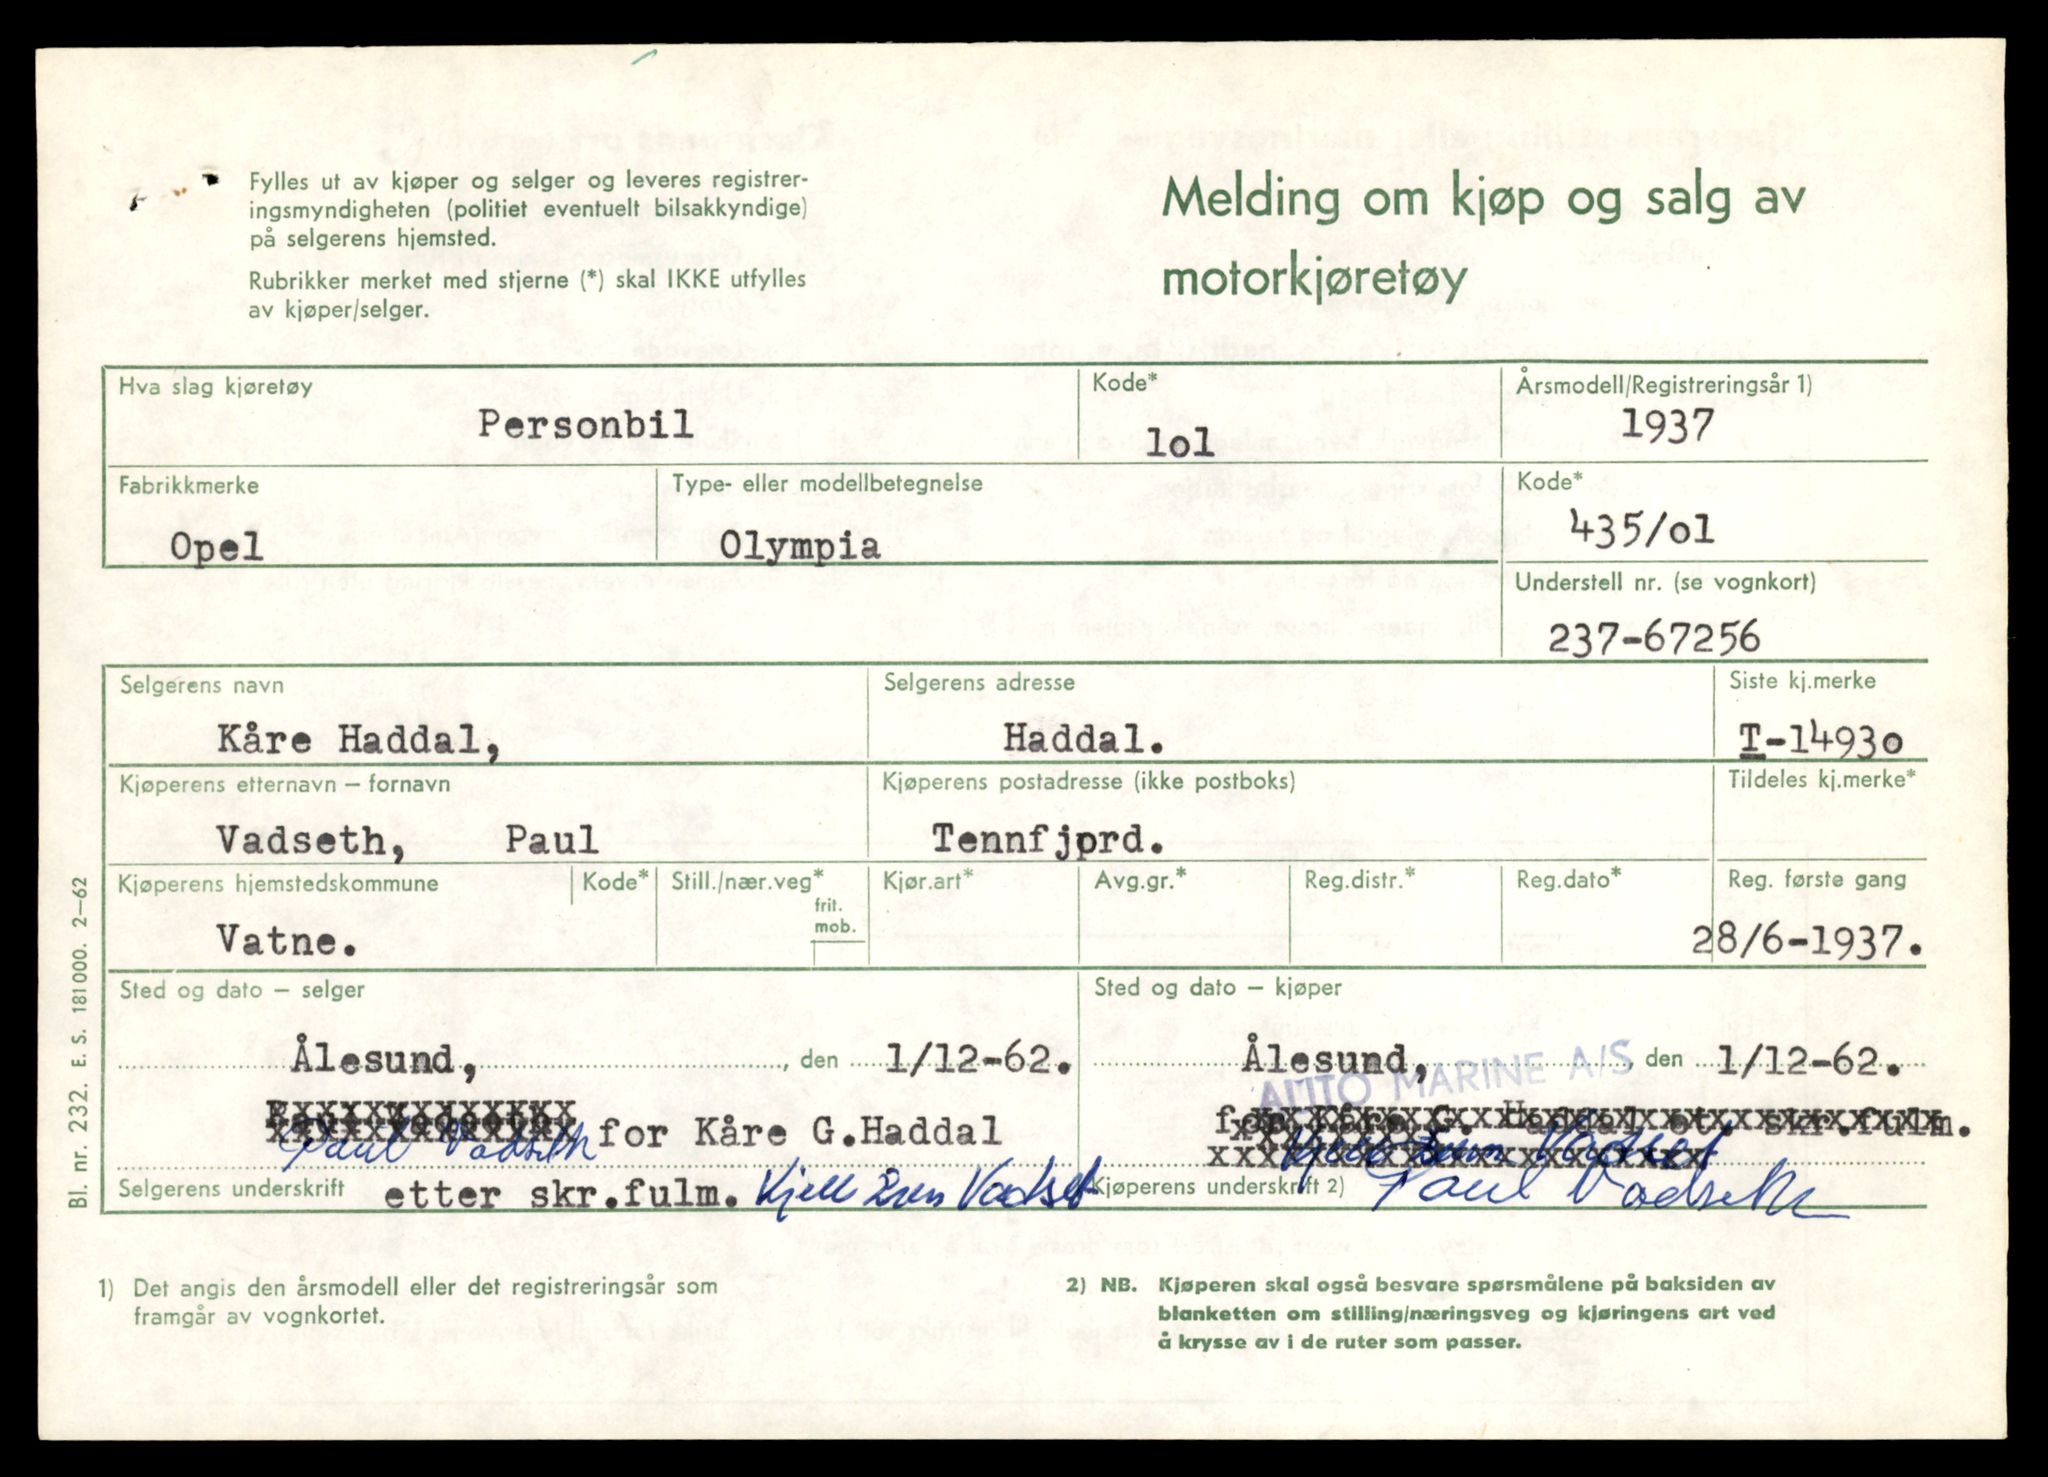 Fylles ut av kjøper og selger og leveres registrer-
ingsmyndigheten (politiet eventuelt bilsakkyndige)
på selgerens hjemsted.
Rubrikker merket med stjerne (*) skal IKKE utfylles
av kjøper/selger.
Melding om kjøp og salg av
motorkjøretøy
Hva slag kjøretøy
Kode*
Årsmodell/Registreringsår 1)
Personbil
lol
1937
Fabrikkmerke
Type- eller modellbetegnelse
Kode*
Opel
Olympia
435/ol
Understell nr. (se vognkort)
237-67256
Selgerens navn
Selgerens adresse
Siste kj.merke
Kåre Haddal,
Haddal.
T-1493o
Kjøperens etternavn – fornavn
Kjøperens postadresse (ikke postboks)
Tildeles kj.merke*
Vadseth, Paul
Tennfjord.
Kjøperens hjemstedskommune
Kode*
Still./nær.veg*
frit.
mob.
Kjør.art*
Avg.gr.*
Reg.distr.*
Reg.dato*
Reg. første gang
Vatne.
28/6-1937.
Sted og dato – selger
Sted og dato – kjøper
Ålesund, , den 1/12-62.
Ålesund, , den 1/12-62.
AUTO MARINE A/S
Paul Vadseth
for Kåre G.Haddal
for Kåre G. Haddal et. skr.fulm.
Selgerens underskrift
etter skr.fulm. Kjell Vadset
Kjøperens underskrift 2)
Paul Vadseth
1) Det angis den årsmodell eller det registreringsår som
framgår av vognkortet.
2) NB. Kjøperen skal også besvare spørsmålene på baksiden av
blanketten om stilling/næringsveg og kjøringens art ved
å krysse av i de ruter som passer.
Bl. nr. 232. E. S. 181000. 2–62